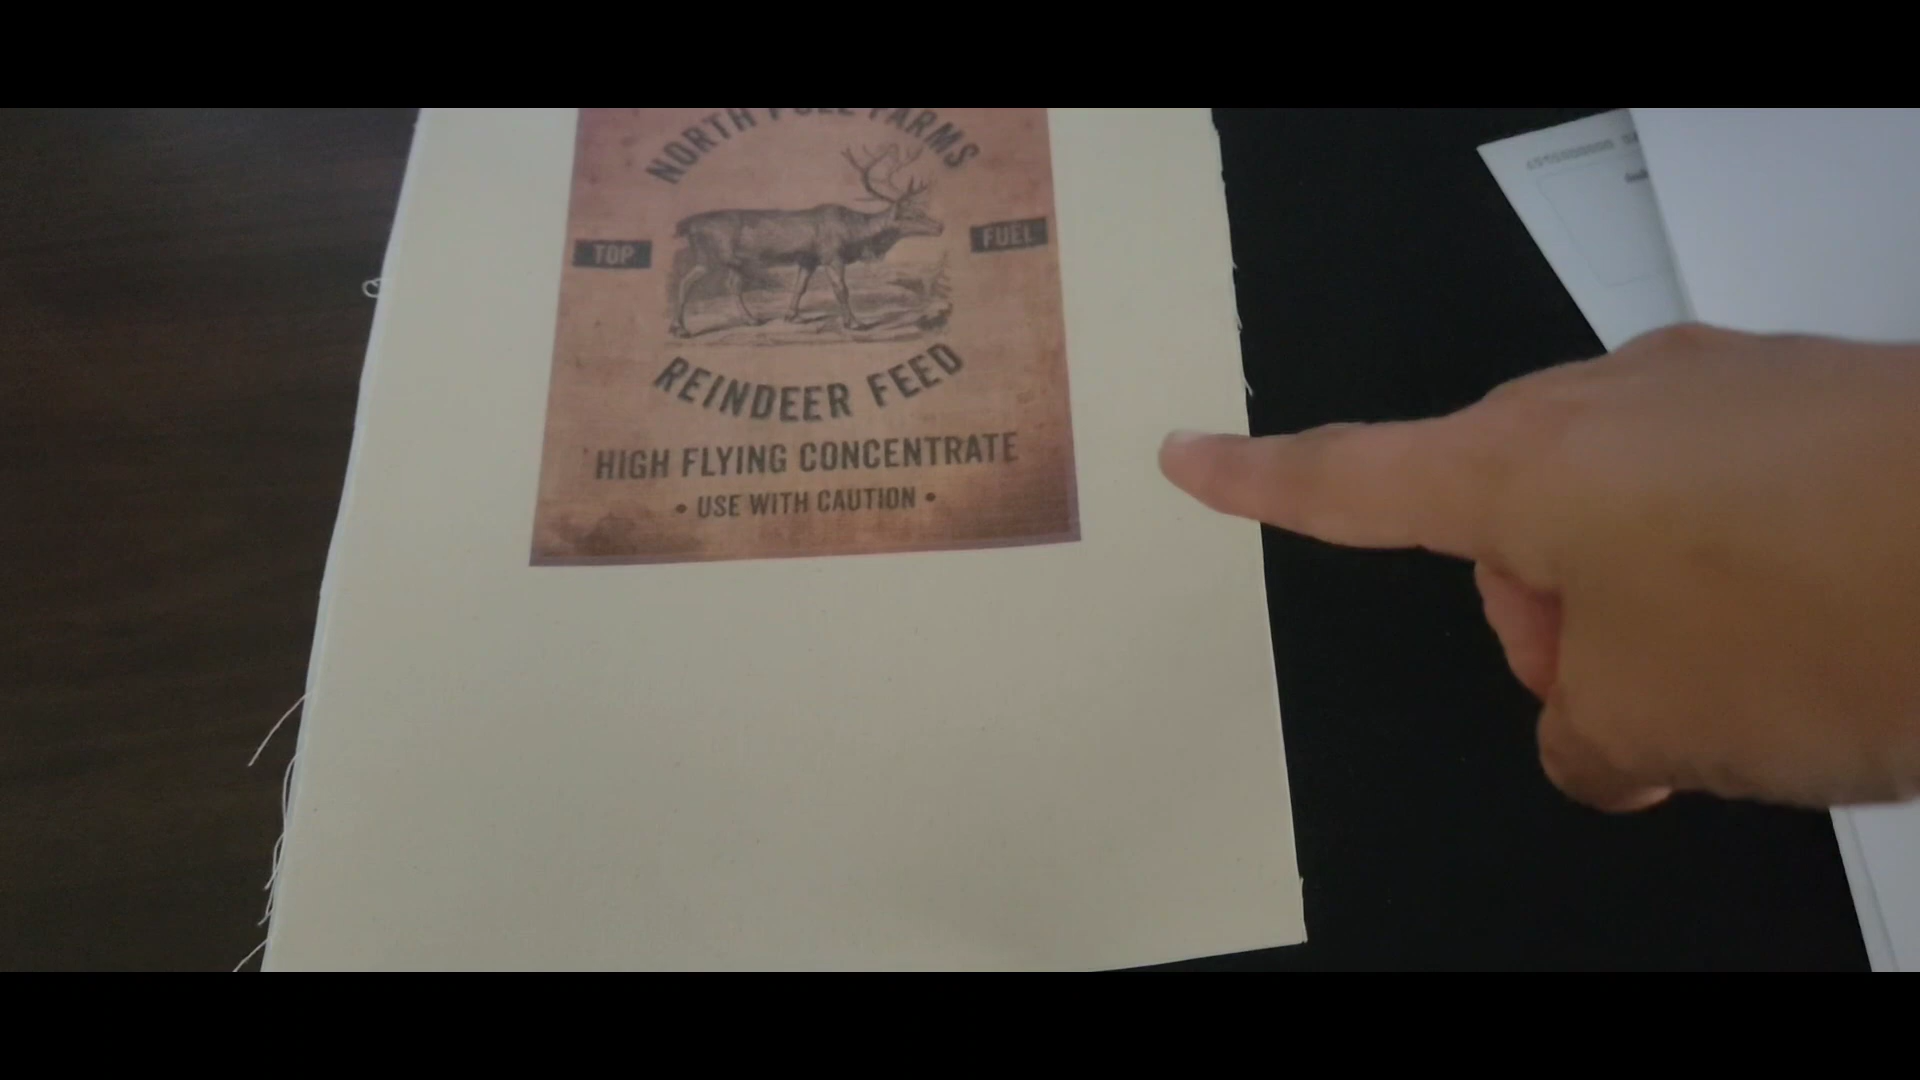 NORTH POLE FARMS
TOP
FUEL
REINDEER FEED
HIGH FLYING CONCENTRATE
• USE WITH CAUTION •